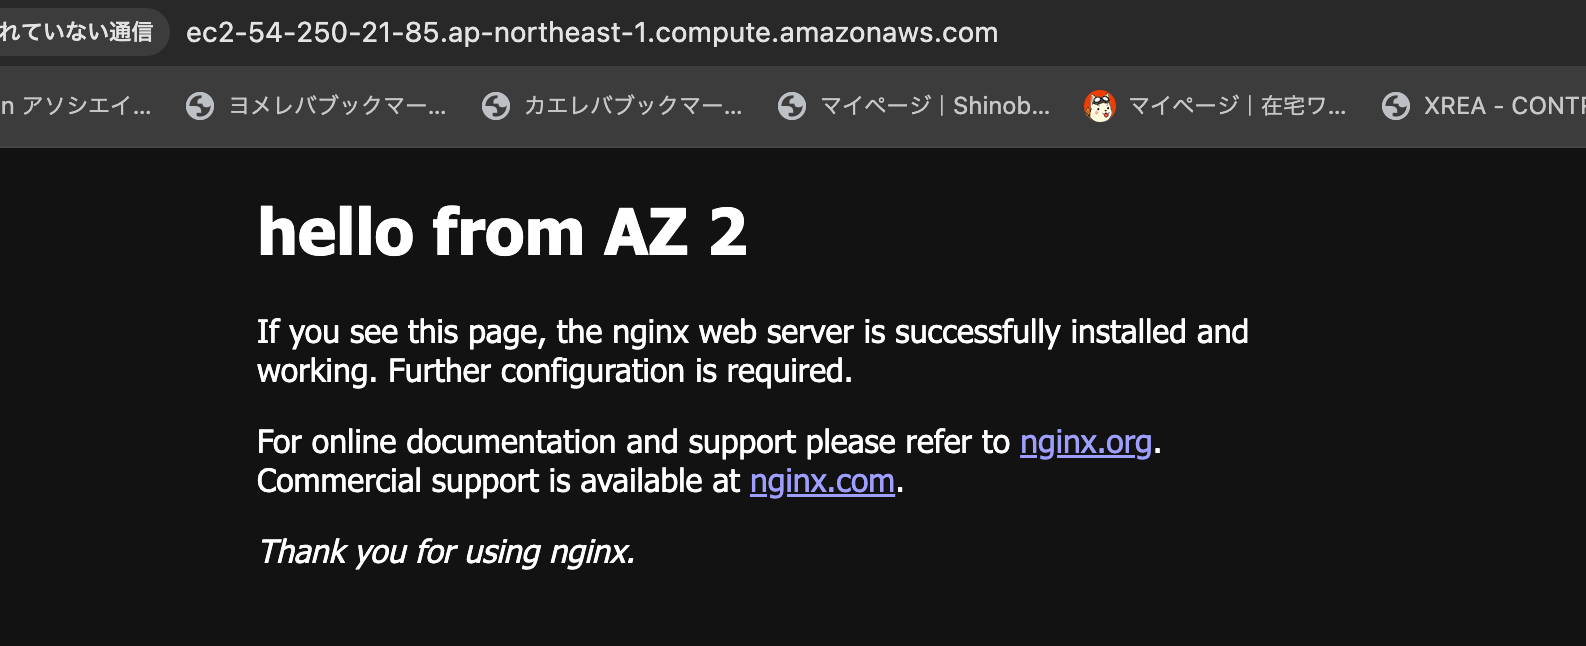 れていない通信 ec2-54-250-21-85.ap-northeast-1.compute.amazonaws.com
n アソシエイ... ヨメレバブックマー... カエレバブックマー... マイページ | Shinob... マイページ | 在宅ワ... XREA - CONTR
hello from AZ 2
If you see this page, the nginx web server is successfully installed and
working. Further configuration is required.
For online documentation and support please refer to nginx.org.
Commercial support is available at nginx.com.
Thank you for using nginx.